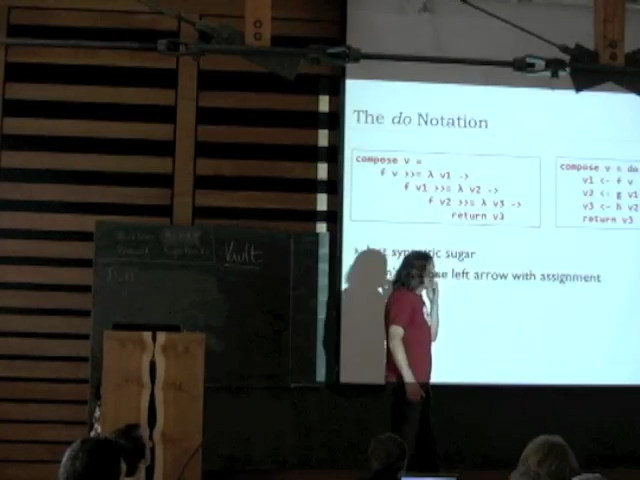 The do Notation
compose v =
f v >>= λ v1 ->
f v1 >>= λ v2 ->
f v2 >>= λ v3 ->
return v3
compose v = do
v1 <- f v
v2 <- g v1
v3 <- h v2
return v3
syntactic sugar
left arrow with assignment
Vault